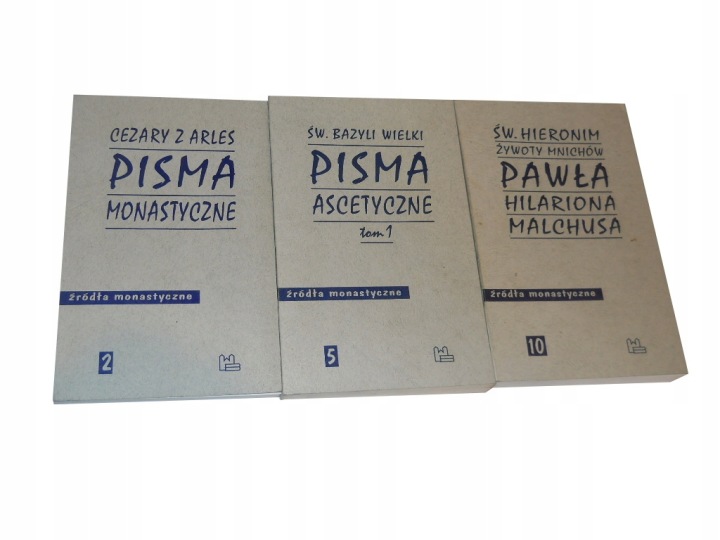 CEZARY Z ARLES
PISMA
MONASTYCZNE
źródła monastyczne
2
ŚW. BAZYLI WIELKI
PISMA
ASCETYCZNE
tom 1
źródła monastyczne
5
ŚW. HIERONIM
ŻYWOTY MNICHÓW
PAWŁA
HILARIONA
MALCHUSA
źródła monastyczne
10